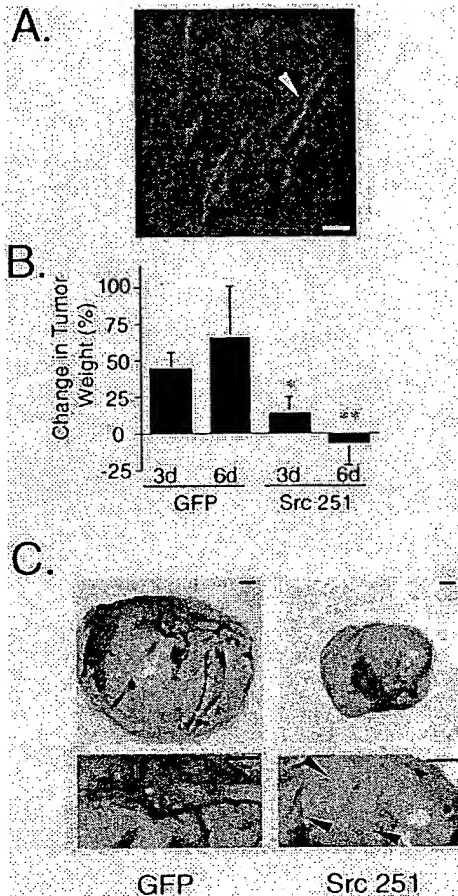 A.
B.
Change in Tumor
Weight (%)
100
75
50
25
0
-25
*
**
3d 6d 3d 6d
GFP Src 251
C.
GFP Src 251